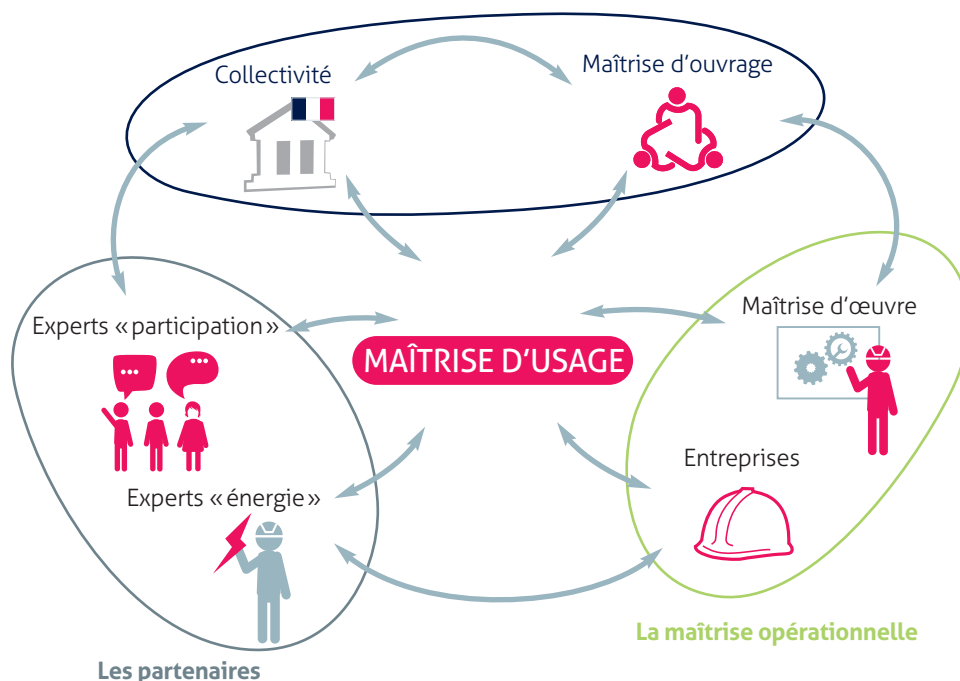 Collectivité
Maîtrise d'ouvrage
Experts « participation »
Maîtrise d'œuvre
MAÎTRISE D'USAGE
Entreprises
Experts « énergie »
La maîtrise opérationnelle
Les partenaires